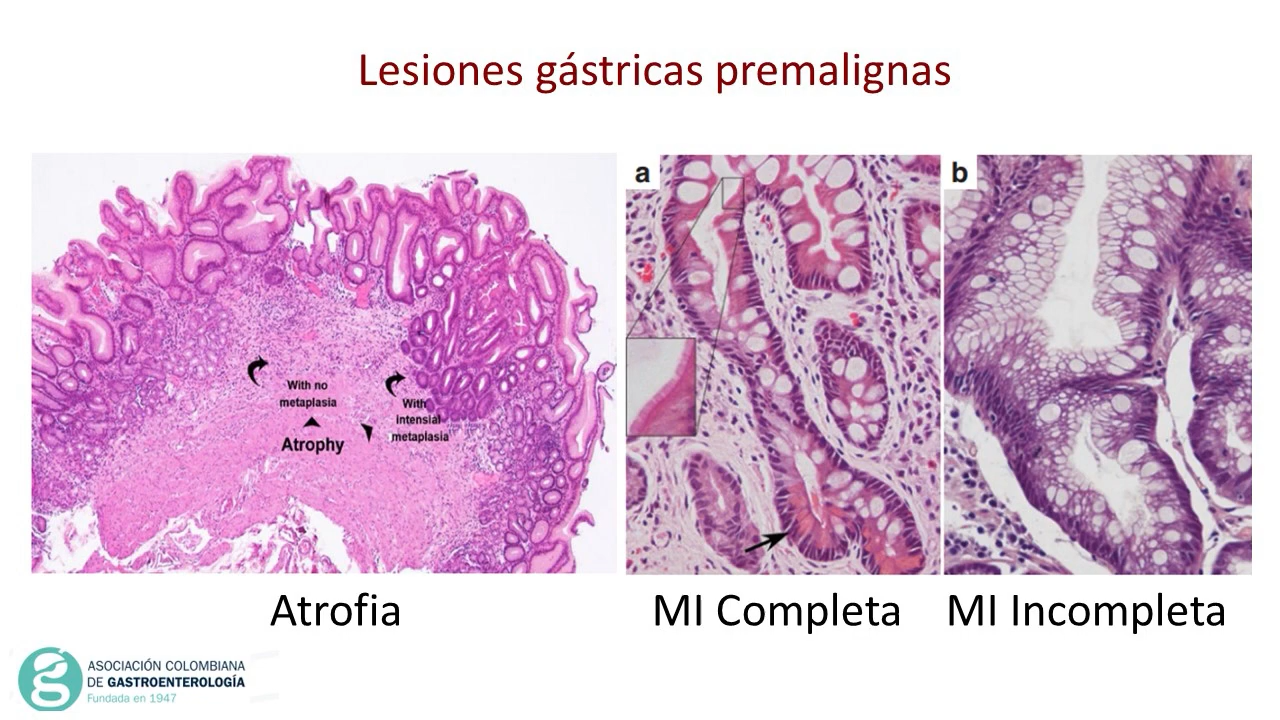 Lesiones gástricas premalignas
With no
metaplasia
Atrophy
With
intensial
metaplasia
a
b
Atrofia
MI Completa
MI Incompleta
ASOCIACIÓN COLOMBIANA
DE GASTROENTEROLOGÍA
Fundada en 1947